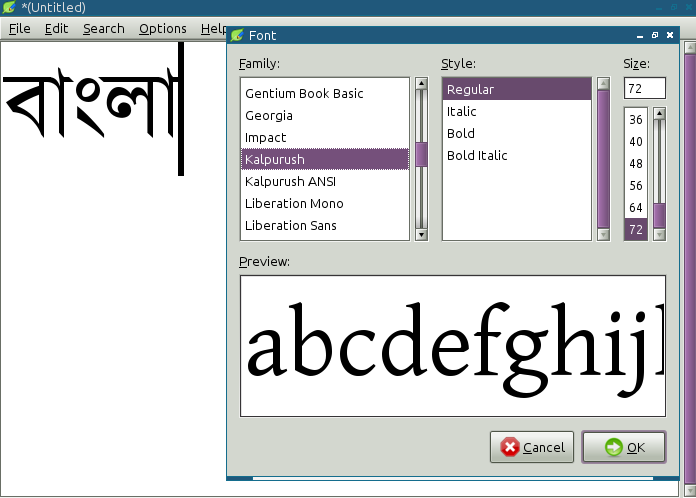 *(Untitled)
File Edit Search Options Help
বাংলা
Font
Family:
Gentium Book Basic
Georgia
Impact
Kalpurush
Kalpurush ANSI
Liberation Mono
Liberation Sans
Style:
Regular
Italic
Bold
Bold Italic
Size:
72
36
40
48
56
64
72
Preview:
abcdefghij
Cancel
OK